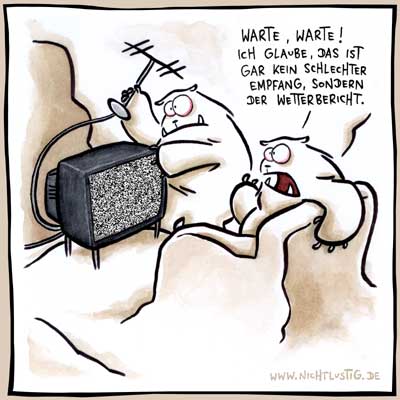 WARTE, WARTE!
ICH GLAUBE, DAS IST
GAR KEIN SCHLECHTER
EMPFANG, SONDERN
DER WETTERBERICHT.
WWW.NICHTLUSTIG.DE